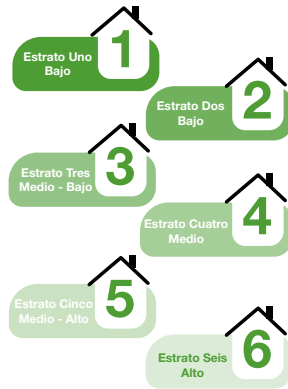 Estrato Uno
Bajo
1
Estrato Dos
Bajo
2
Estrato Tres
Medio - Bajo
3
Estrato Cuatro
Medio
4
Estrato Cinco
Medio - Alto
5
Estrato Seis
Alto
6